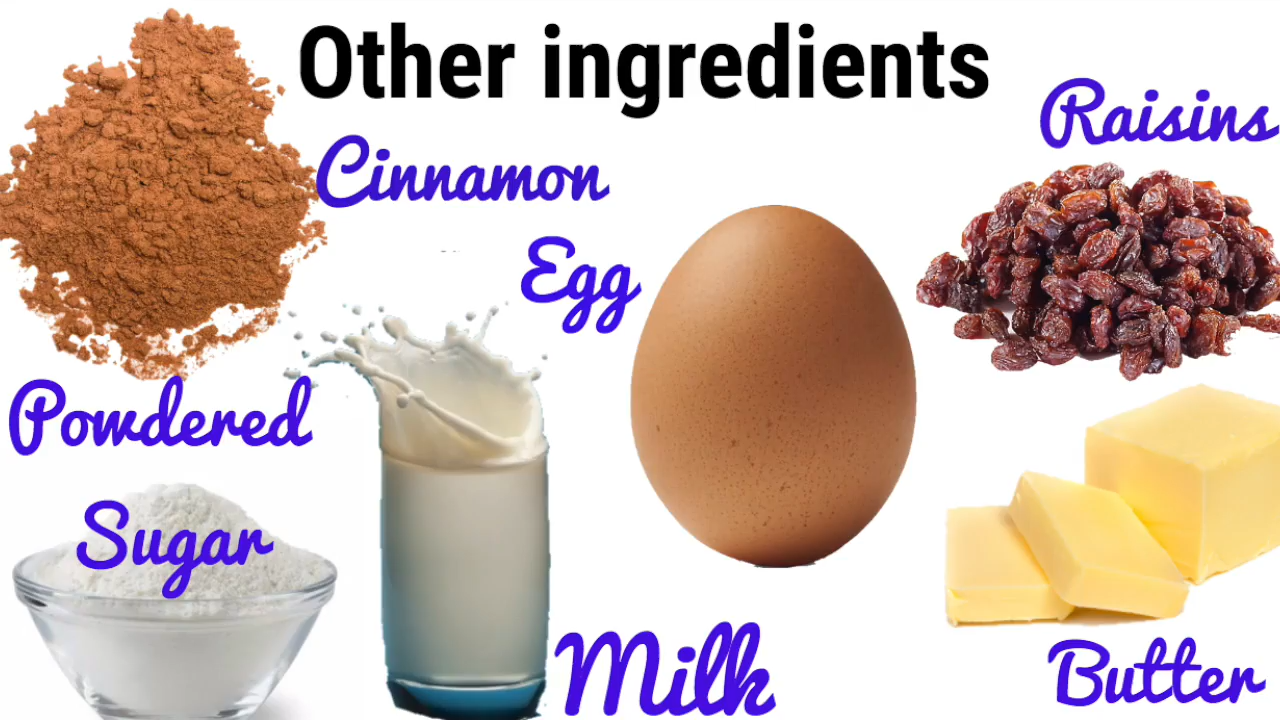 Other ingredients
Raisins
Cinnamon
Egg
Powdered
Sugar
Milk
Butter